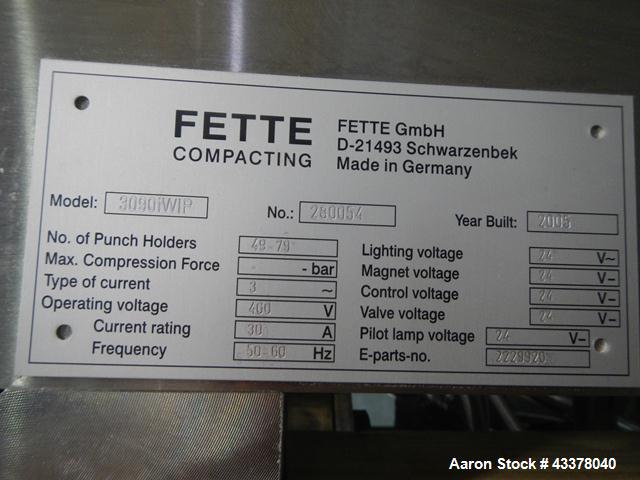 FETTE
COMPACTING
FETTE GmbH
D-21493 Schwarzenbek
Made in Germany
Model: 3090iWIP
No.: 280054
Year Built: 2005
No. of Punch Holders 49-79
Max. Compression Force - - bar
Type of current 3 ~
Operating voltage 400 V
Current rating 30 A
Frequency 50-60 Hz
Lighting voltage 24 V~
Magnet voltage 24 V–
Control voltage 24 V–
Valve voltage 24 V–
Pilot lamp voltage 24 V–
E-parts-no.
Aaron Stock # 43378040